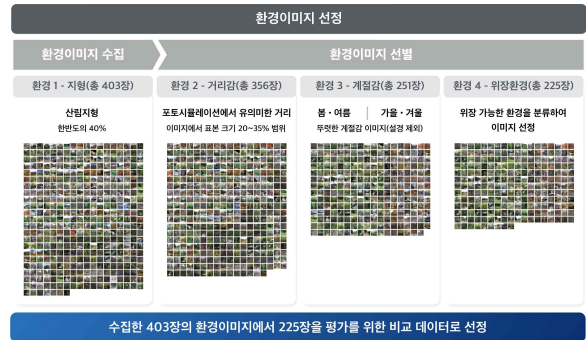 환경이미지 선정
환경이미지 수집
환경이미지 선별
환경 1 - 지형(총 403장)
환경 2 - 거리감(총 356장)
환경 3 - 계절감(총 251장)
환경 4 - 위장환경(총 225장)
산림지형
한반도의 40%
포토시뮬레이션에서 유의미한 거리
이미지에서 표본 크기 20~35% 범위
봄・여름 | 가을・겨울
뚜렷한 계절감 이미지(설경 제외)
위장 가능한 환경을 분류하여
이미지 선정
수집한 403장의 환경이미지에서 225장을 평가를 위한 비교 데이터로 선정